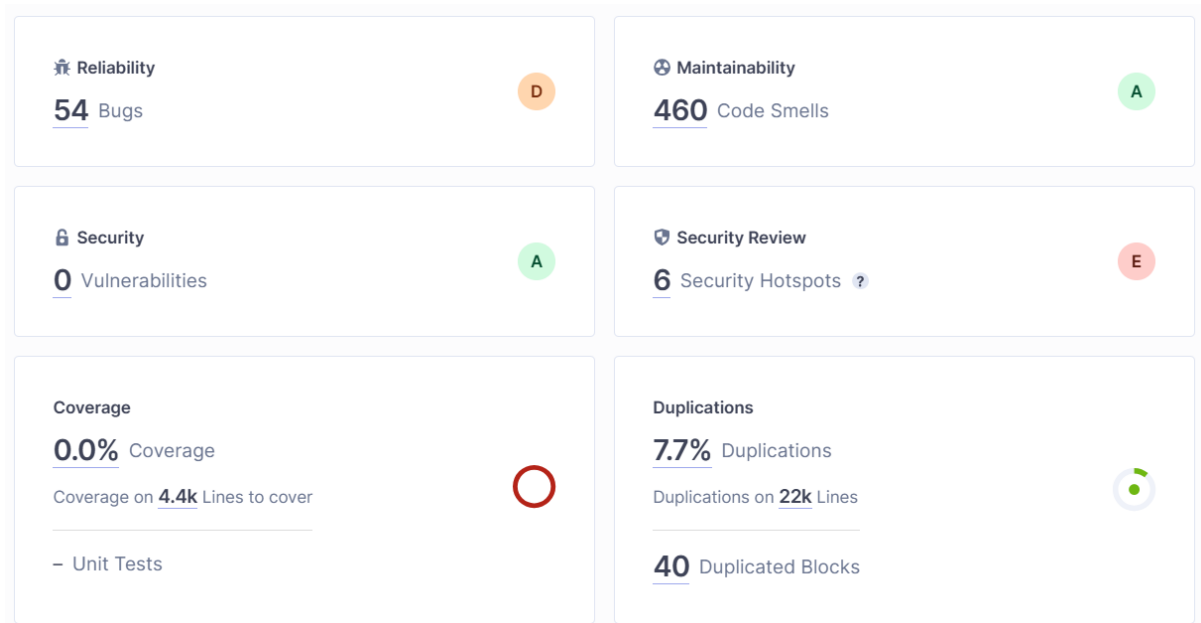 Reliability
54 Bugs
D
Maintainability
460 Code Smells
A
Security
0 Vulnerabilities
A
Security Review
6 Security Hotspots ?
E
Coverage
0.0% Coverage
Coverage on 4.4k Lines to cover
– Unit Tests
Duplications
7.7% Duplications
Duplications on 22k Lines
40 Duplicated Blocks